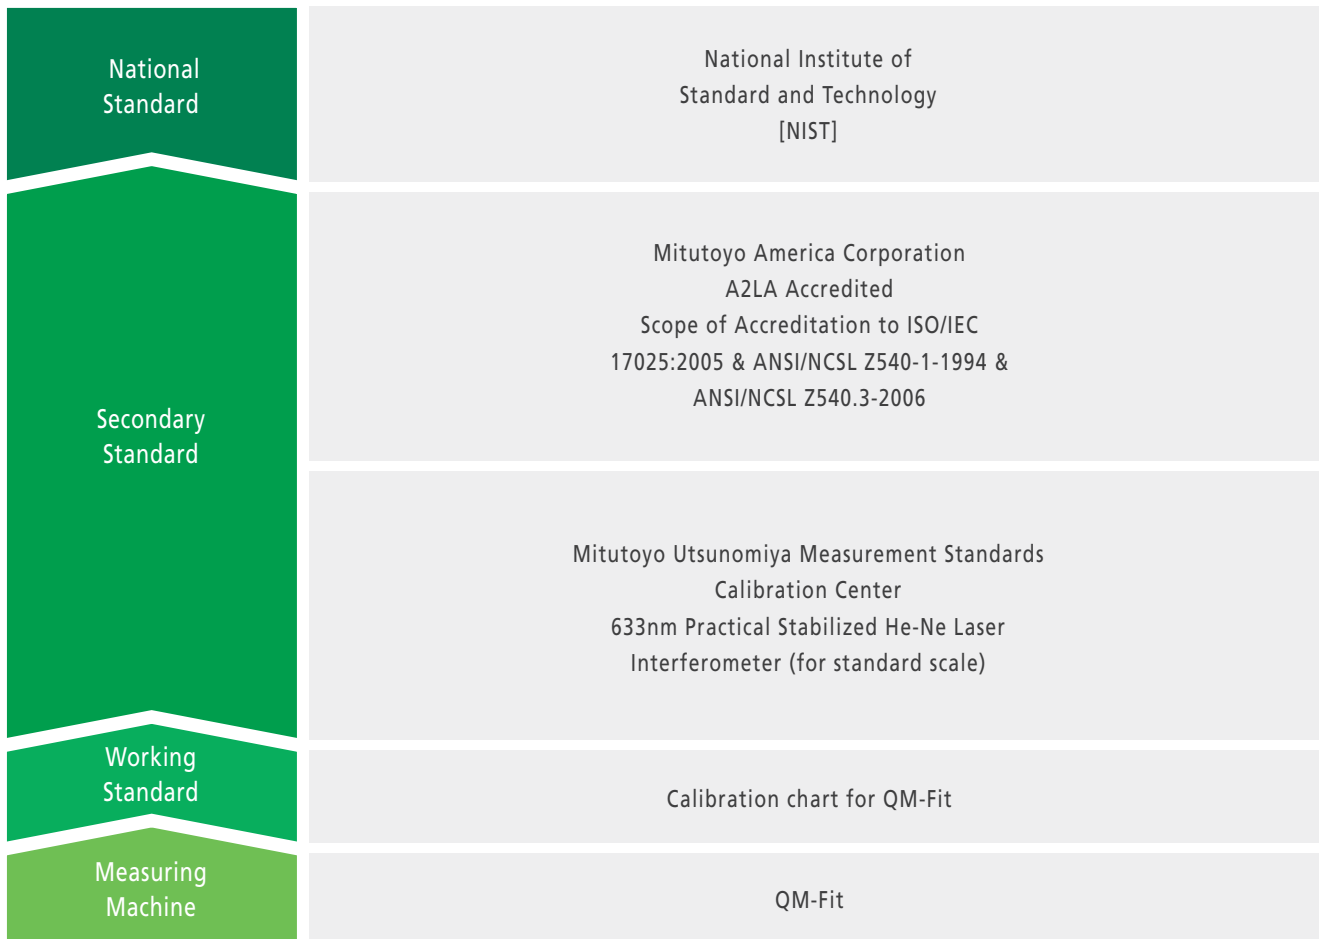 National
Standard
National Institute of
Standard and Technology
[NIST]
Secondary
Standard
Mitutoyo America Corporation
A2LA Accredited
Scope of Accreditation to ISO/IEC
17025:2005 & ANSI/NCSL Z540-1-1994 &
ANSI/NCSL Z540.3-2006
Mitutoyo Utsunomiya Measurement Standards
Calibration Center
633nm Practical Stabilized He-Ne Laser
Interferometer (for standard scale)
Working
Standard
Calibration chart for QM-Fit
Measuring
Machine
QM-Fit